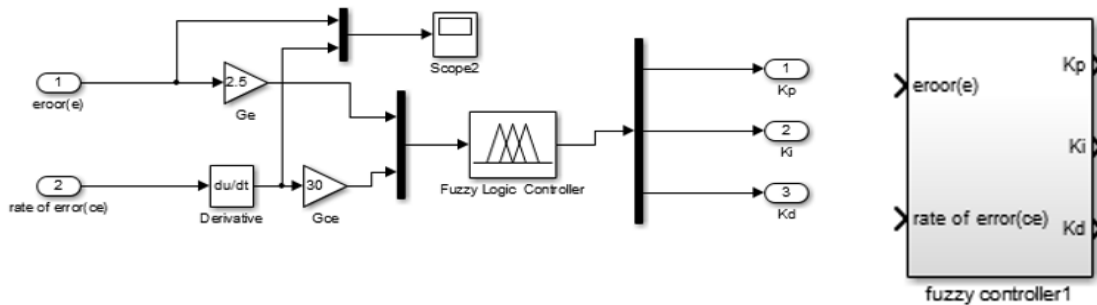 Scope2
1
eroor(e)
2.5
Ge
2
rate of error(ce)
du/dt
Derivative
30
Gce
Fuzzy Logic Controller
1
Kp
2
Ki
3
Kd
eroor(e)
rate of error(ce)
Kp
Ki
Kd
fuzzy controller1